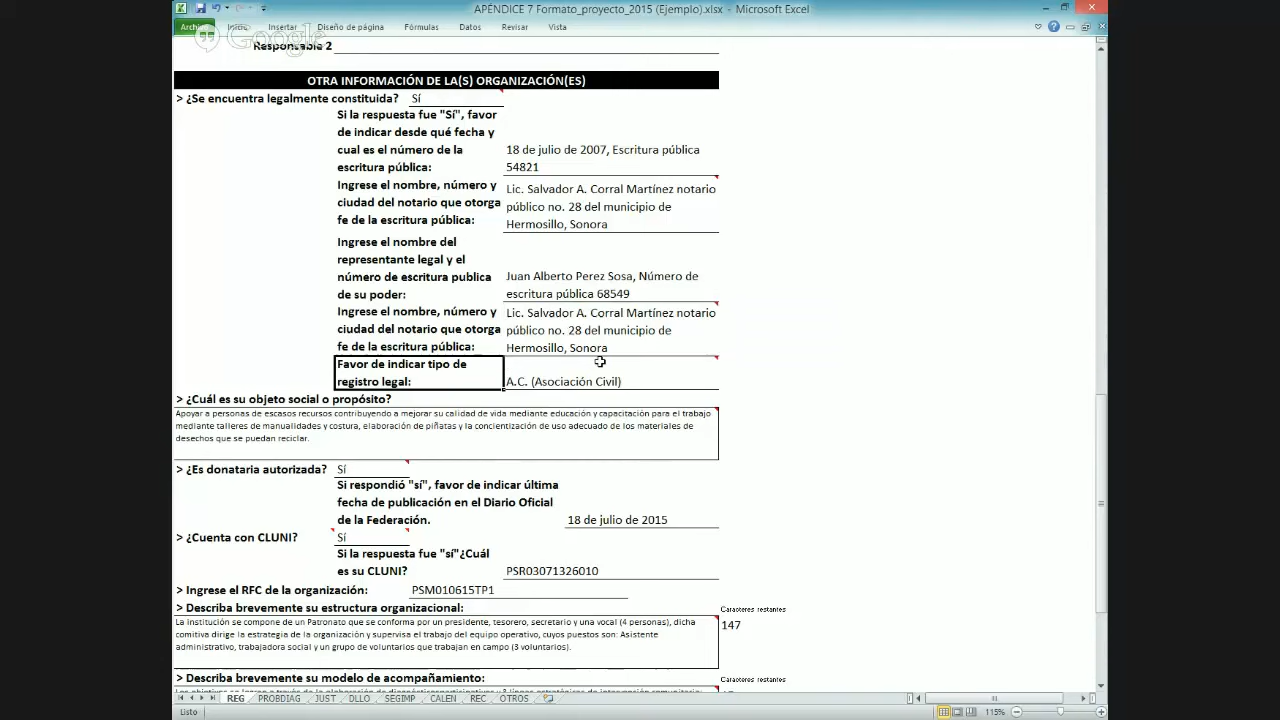 APÉNDICE 7 Formato_proyecto_2015 (Ejemplo).xlsx - Microsoft Excel
Archivo Inicio Insertar Diseño de página Fórmulas Datos Revisar Vista
Google
Responsable 2
OTRA INFORMACIÓN DE LA(S) ORGANIZACIÓN(ES)
> ¿Se encuentra legalmente constituida? Sí
Si la respuesta fue "Sí", favor
de indicar desde qué fecha y
cual es el número de la
escritura pública:
18 de julio de 2007, Escritura pública
54821
Ingrese el nombre, número y
ciudad del notario que otorga
fe de la escritura pública:
Lic. Salvador A. Corral Martínez notario
público no. 28 del municipio de
Hermosillo, Sonora
Ingrese el nombre del
representante legal y el
número de escritura publica
de su poder:
Juan Alberto Perez Sosa, Número de
escritura pública 68549
Ingrese el nombre, número y
ciudad del notario que otorga
fe de la escritura pública:
Lic. Salvador A. Corral Martínez notario
público no. 28 del municipio de
Hermosillo, Sonora
Favor de indicar tipo de
registro legal:
A.C. (Asociación Civil)
> ¿Cuál es su objeto social o propósito?
Apoyar a personas de escasos recursos contribuyendo a mejorar su calidad de vida mediante educación y capacitación para el trabajo
mediante talleres de manualidades y costura, elaboración de piñatas y la concientización de uso adecuado de los materiales de
desechos que se puedan reciclar.
> ¿Es donataria autorizada? Sí
Si respondió "sí", favor de indicar última
fecha de publicación en el Diario Oficial
de la Federación.
18 de julio de 2015
> ¿Cuenta con CLUNI? Sí
Si la respuesta fue "sí"¿Cuál
es su CLUNI?
PSR03071326010
> Ingrese el RFC de la organización: PSM010615TP1
> Describa brevemente su estructura organizacional:
Caracteres restantes
147
La institución se compone de un Patronato que se conforma por un presidente, tesorero, secretario y una vocal (4 personas), dicha
comitiva dirige la estrategia de la organización y supervisa el trabajo del equipo operativo, cuyos puestos son: Asistente
administrativo, trabajadora social y un grupo de voluntarios que trabajan en campo (3 voluntarios).
> Describa brevemente su modelo de acompañamiento:
Caracteres restantes
REG PROBDIAG JUST DLLO SEGIMP CALEN REC OTROS
Listo
115%